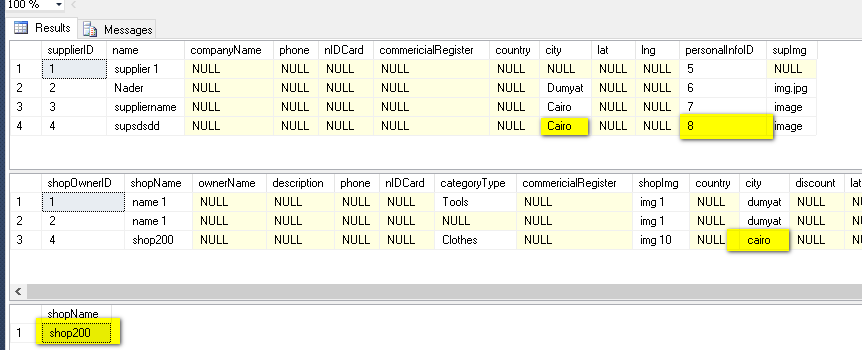 100 %
Results Messages
supplierID name companyName phone nIDCard commericialRegister country city lat lng personalInfoID supImg
1 1 supplier 1 NULL NULL NULL NULL NULL NULL NULL NULL 5 NULL
2 2 Nader NULL NULL NULL NULL NULL Dumyat NULL NULL 6 img.jpg
3 3 suppliername NULL NULL NULL NULL NULL Cairo NULL NULL 7 image
4 4 supsdsdd NULL NULL NULL NULL NULL Cairo NULL NULL 8 image
shopOwnerID shopName ownerName description phone nIDCard categoryType commericialRegister shopImg country city discount lat
1 1 name 1 NULL NULL NULL NULL Tools NULL img 1 NULL dumyat NULL NULL
2 2 name 1 NULL NULL NULL NULL NULL NULL img 1 NULL dumyat NULL NULL
3 4 shop200 NULL NULL NULL NULL Clothes NULL img 10 NULL cairo NULL NULL
shopName
1 shop200